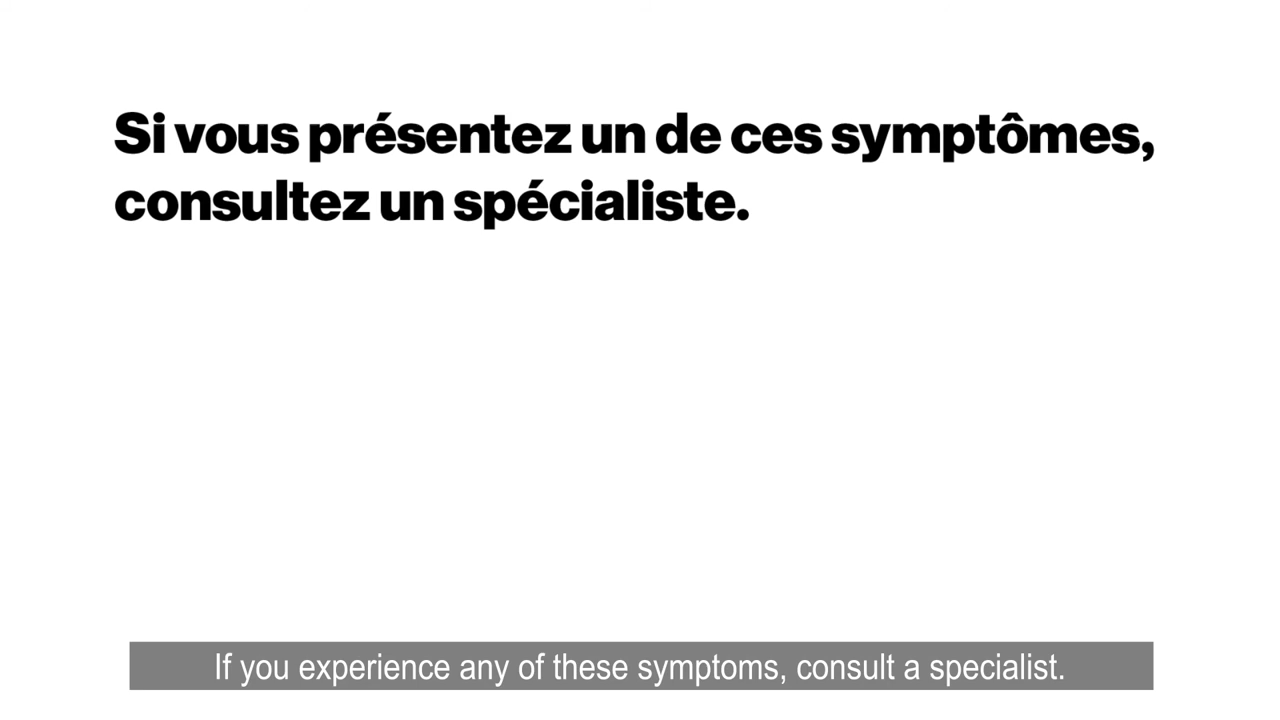 Si vous présentez un de ces symptômes,
consultez un spécialiste.
If you experience any of these symptoms, consult a specialist.